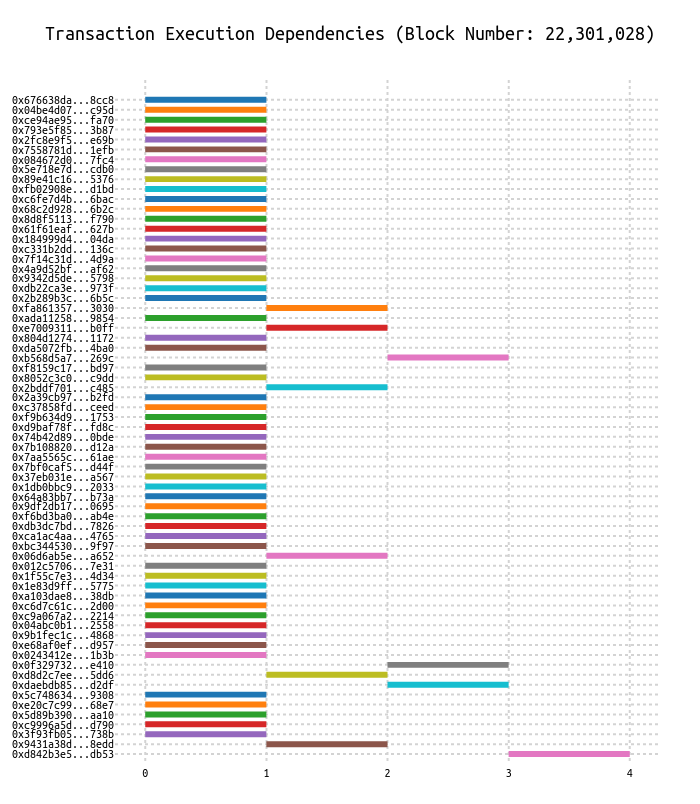 Transaction Execution Dependencies (Block Number: 22,301,028)
0x676638da...8cc8
0x04be4d07...c95d
0xce94ae95...fa70
0x793e5f85...3b87
0x2fc8e9f5...e69b
0x7558781d...1efb
0x084672d0...7fc4
0x5e718e7d...cdb0
0x89e41c16...5376
0xfb02908e...d1bd
0xc6fe7d4b...6bac
0x68c2d928...6b2c
0x8d8f5113...f790
0x61f61eaf...627b
0x184999d4...04da
0xc331b2dd...136c
0x7f14c31d...4d9a
0x4a9d52bf...af62
0x9342d5de...5798
0xdb22ca3e...973f
0x2b289b3c...6b5c
0xfa861357...3030
0xada11258...9854
0xe7009311...b0ff
0x804d1274...1172
0xda5072fb...4ba0
0xb568d5a7...269c
0xf8159c17...bd97
0x8052c3c0...c9dd
0x2bddf701...c485
0x2a39cb97...b2fd
0xc37858fd...ceed
0xf9b634d9...1753
0xd9baf78f...fd8c
0x74b42d89...0bde
0x7b108820...d12a
0x7aa5565c...61ae
0x7bf0caf5...d44f
0x37eb031e...a567
0x1db0bbc9...2033
0x64a83bb7...b73a
0x9df2db17...0695
0xf6bd3ba0...ab4e
0xdb3dc7bd...7826
0xca1ac4aa...4765
0xbc344530...9f97
0x06d6ab5e...a652
0x012c5706...7e31
0x1f55c7e3...4d34
0x1e83d9ff...5775
0xa103dae8...38db
0xc6d7c61c...2d00
0xc9a067a2...2214
0x04abc0b1...2558
0x9b1fec1c...4868
0xe68af0ef...d957
0x0243412e...1b3b
0x0f329732...e410
0xd8d2c7ee...5dd6
0xdaebdb85...d2df
0x5c748634...9308
0xe20c7c99...68e7
0x5d89b390...aa10
0xc9996a5d...d790
0x3f93fb05...738b
0x9431a38d...8edd
0xd842b3e5...db53
0 1 2 3 4